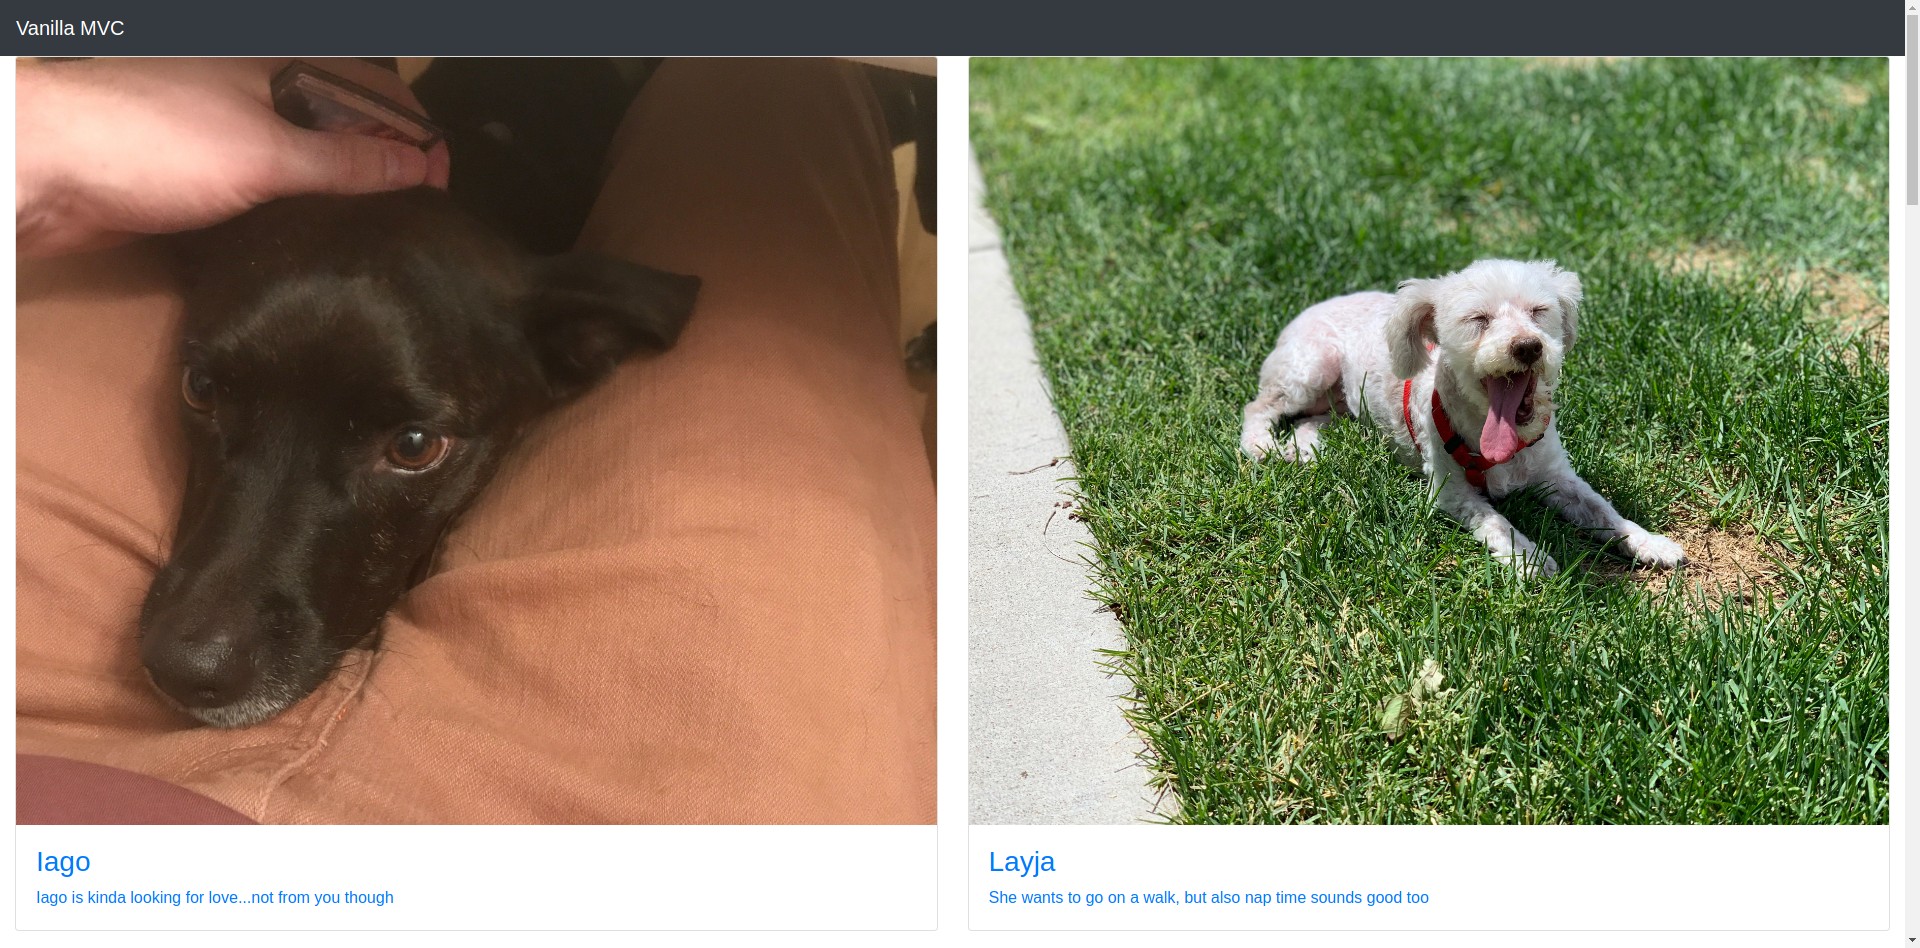 Vanilla MVC
Iago
Iago is kinda looking for love...not from you though
Layja
She wants to go on a walk, but also nap time sounds good too